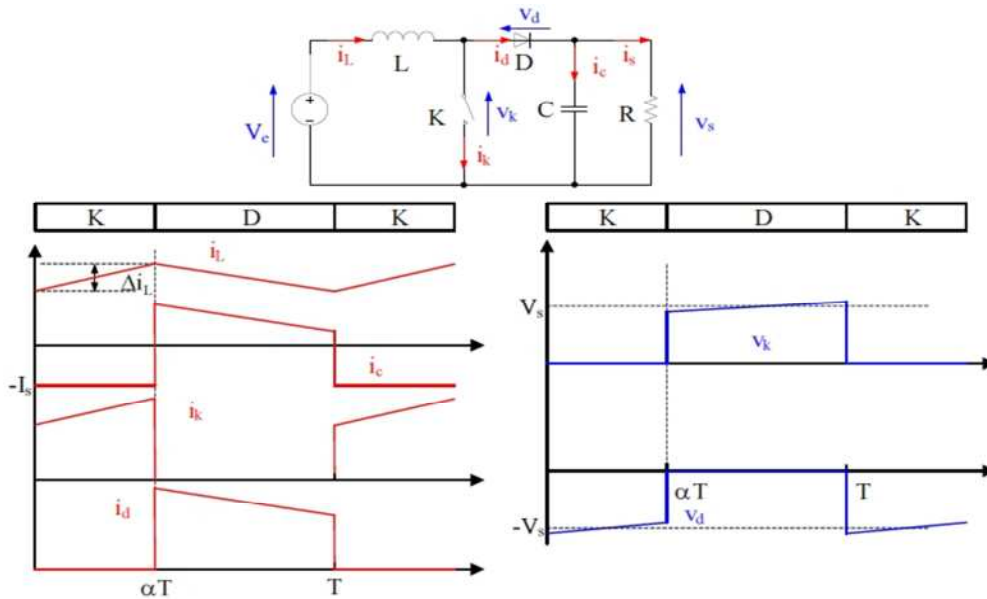 v_d
i_L
L
i_d
D
i_s
i_c
+
-
V_e
K
v_k
C
R
v_s
i_k
K D K
K D K
i_L
Δi_L
i_c
-I_s
i_k
i_d
αT T
V_s
v_k
αT T
v_d
-V_s